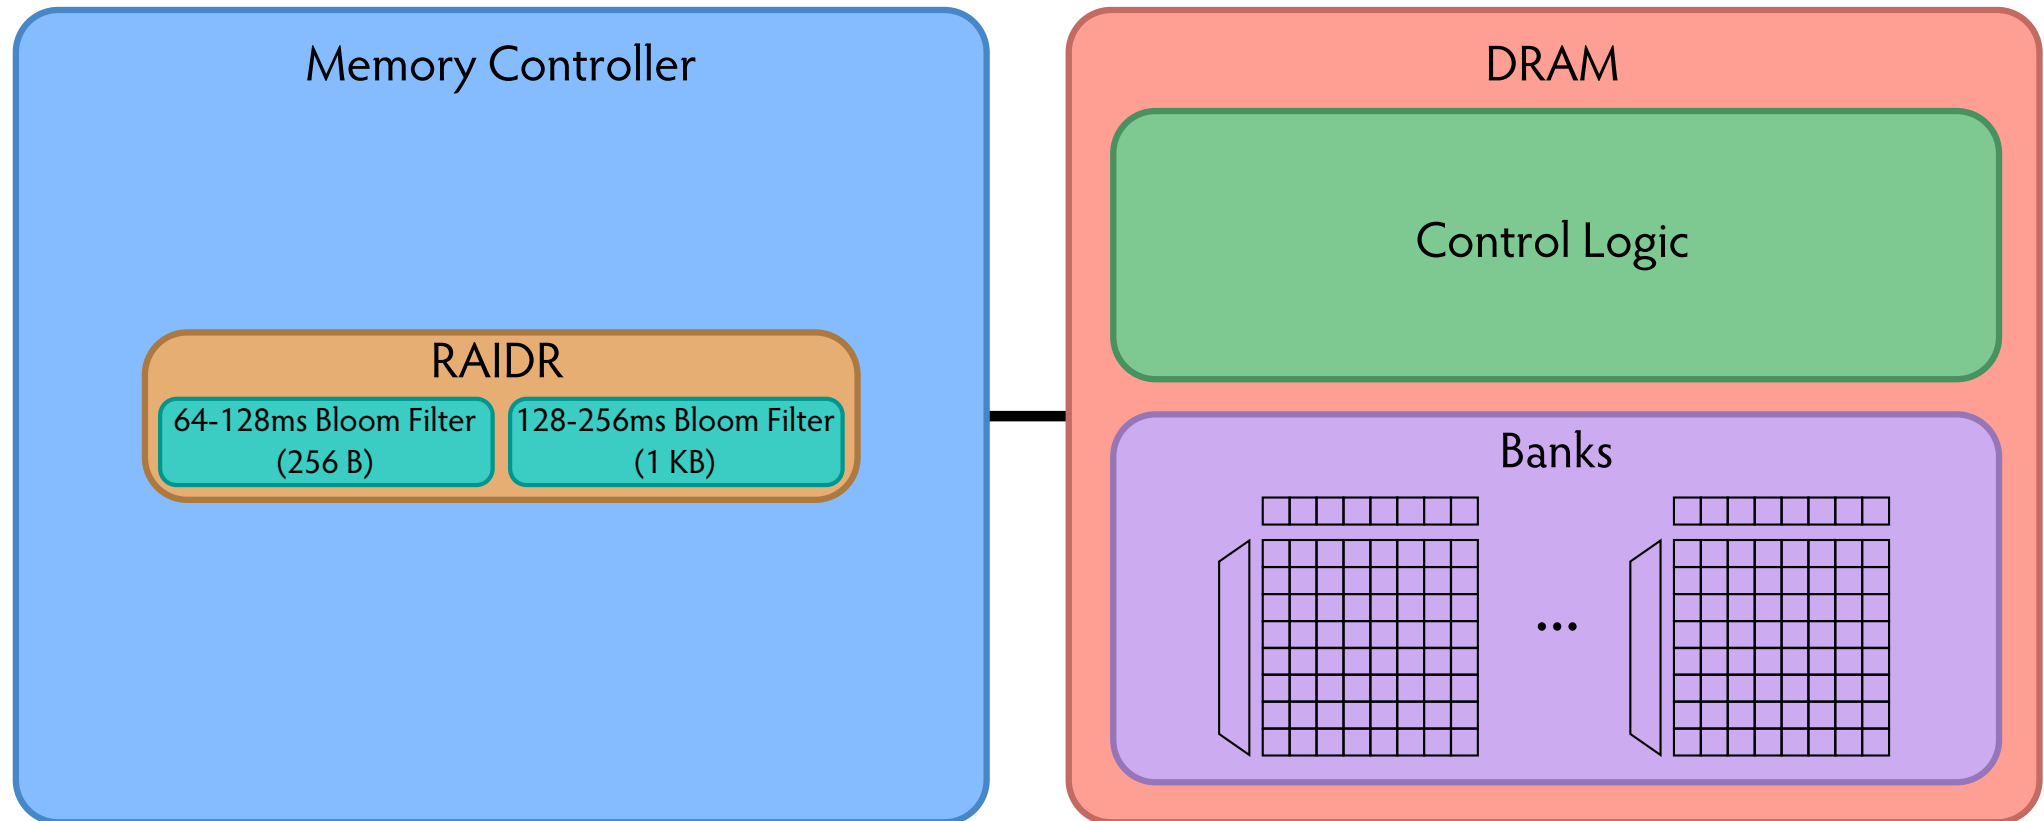 Memory Controller
RAIDR
64-128ms Bloom Filter
(256 B)
128-256ms Bloom Filter
(1 KB)
DRAM
Control Logic
Banks
...